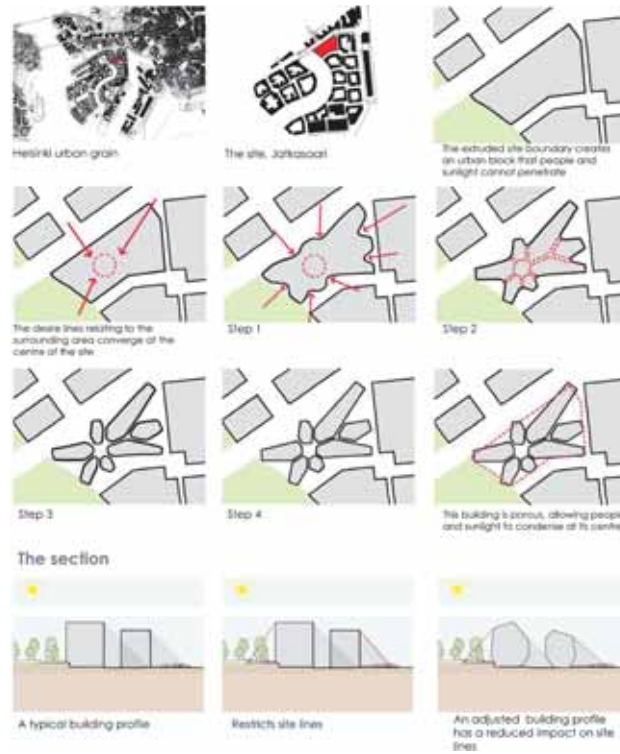 Helsinki urban grain
The site, Jätkäsaari
The extruded site boundary creates
an urban block that people and
sunlight cannot penetrate
The desire lines relating to the
surrounding area converge at the
centre of the site
Step 1
Step 2
Step 3
Step 4
This building is porous, allowing people
and sunlight to condense at its centre
The section
A typical building profile
Restricts site lines
An adjusted building profile
has a reduced impact on site
lines